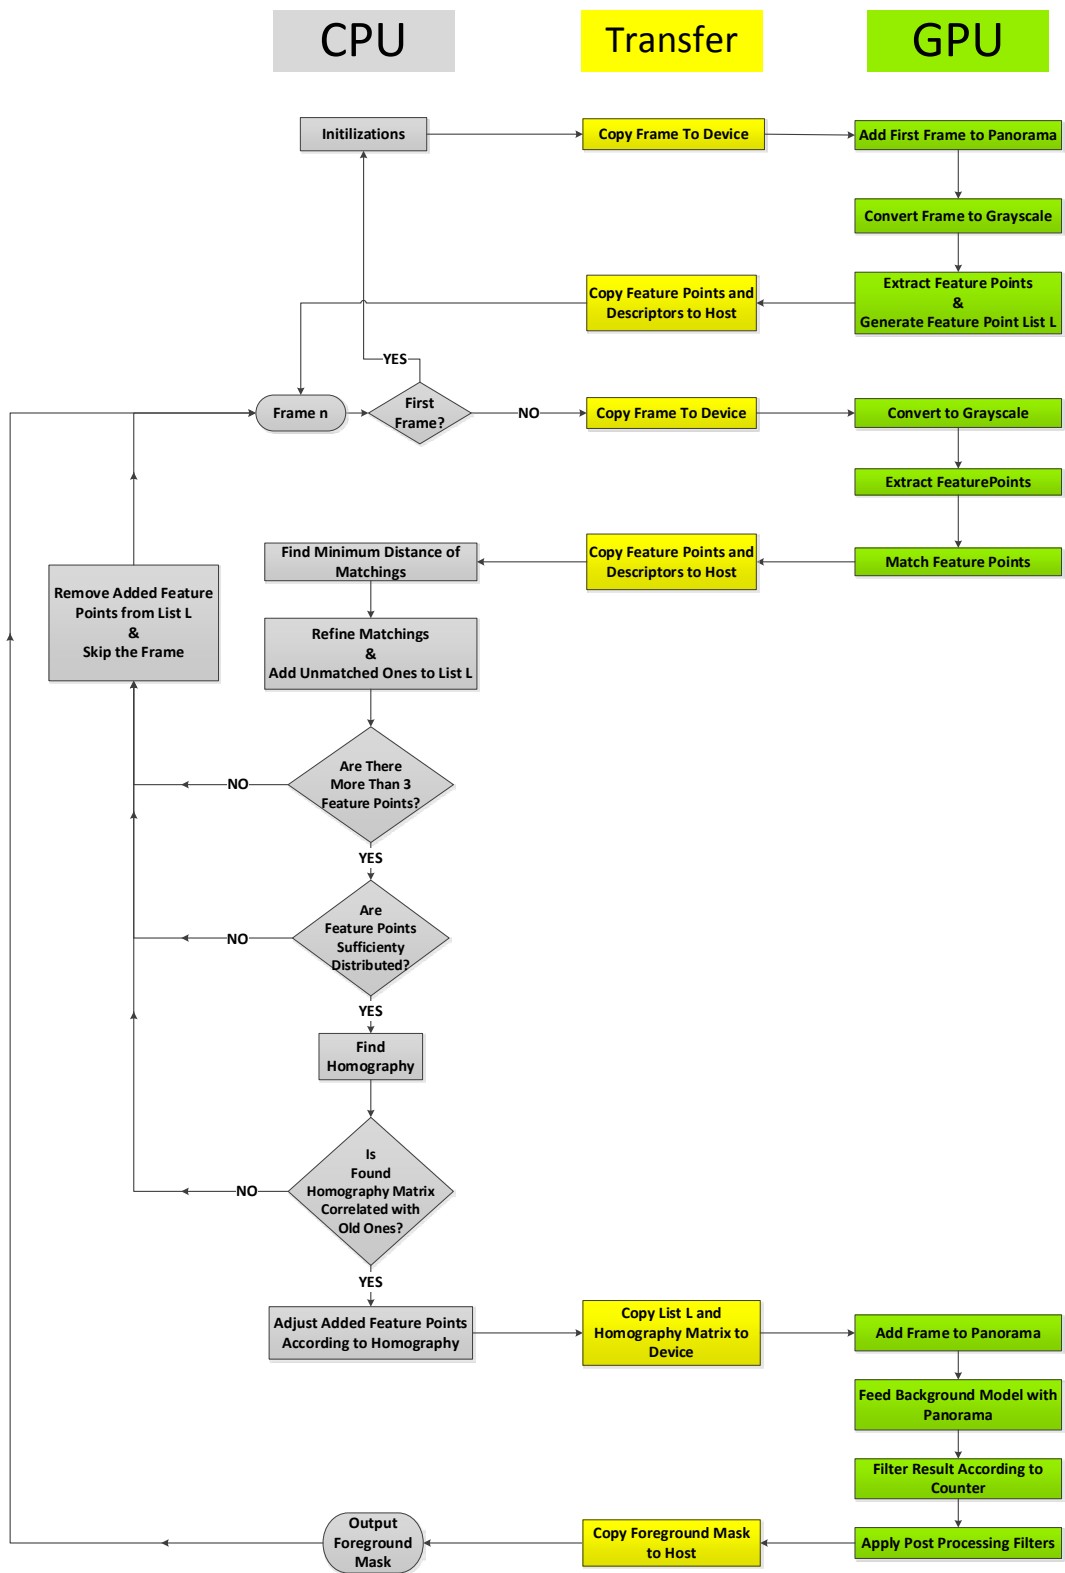 CPU
Transfer
GPU
Initilizations
Copy Frame To Device
Add First Frame to Panorama
Convert Frame to Grayscale
Extract Feature Points
&
Generate Feature Point List L
Copy Feature Points and
Descriptors to Host
YES
Frame n
First
Frame?
NO
Copy Frame To Device
Convert to Grayscale
Extract FeaturePoints
Match Feature Points
Copy Feature Points and
Descriptors to Host
Find Minimum Distance of
Matchings
Remove Added Feature
Points from List L
&
Skip the Frame
Refine Matchings
&
Add Unmatched Ones to List L
Are There
More Than 3
Feature Points?
NO
YES
Are
Feature Points
Sufficienty
Distributed?
NO
YES
Find
Homography
Is
Found
Homography Matrix
Correlated with
Old Ones?
NO
YES
Adjust Added Feature Points
According to Homography
Copy List L and
Homography Matrix to
Device
Add Frame to Panorama
Feed Background Model with
Panorama
Filter Result According to
Counter
Apply Post Processing Filters
Copy Foreground Mask
to Host
Output
Foreground
Mask